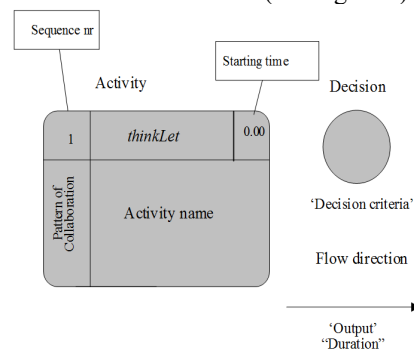 Sequence nr
Activity
Starting time
Decision
1
thinkLet
0.00
Pattern of
Collaboration
Activity name
‘Decision criteria’
Flow direction
‘Output’
“Duration”